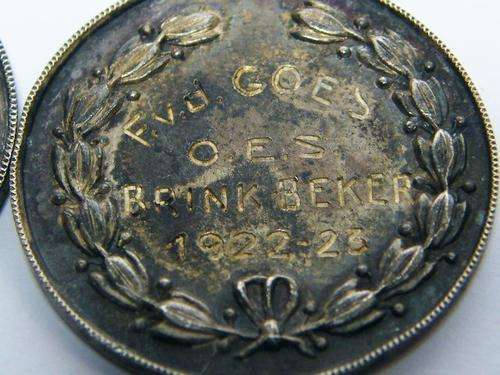 F.v.d. GOES
O.E.S
BRINK BEKER
1922-23